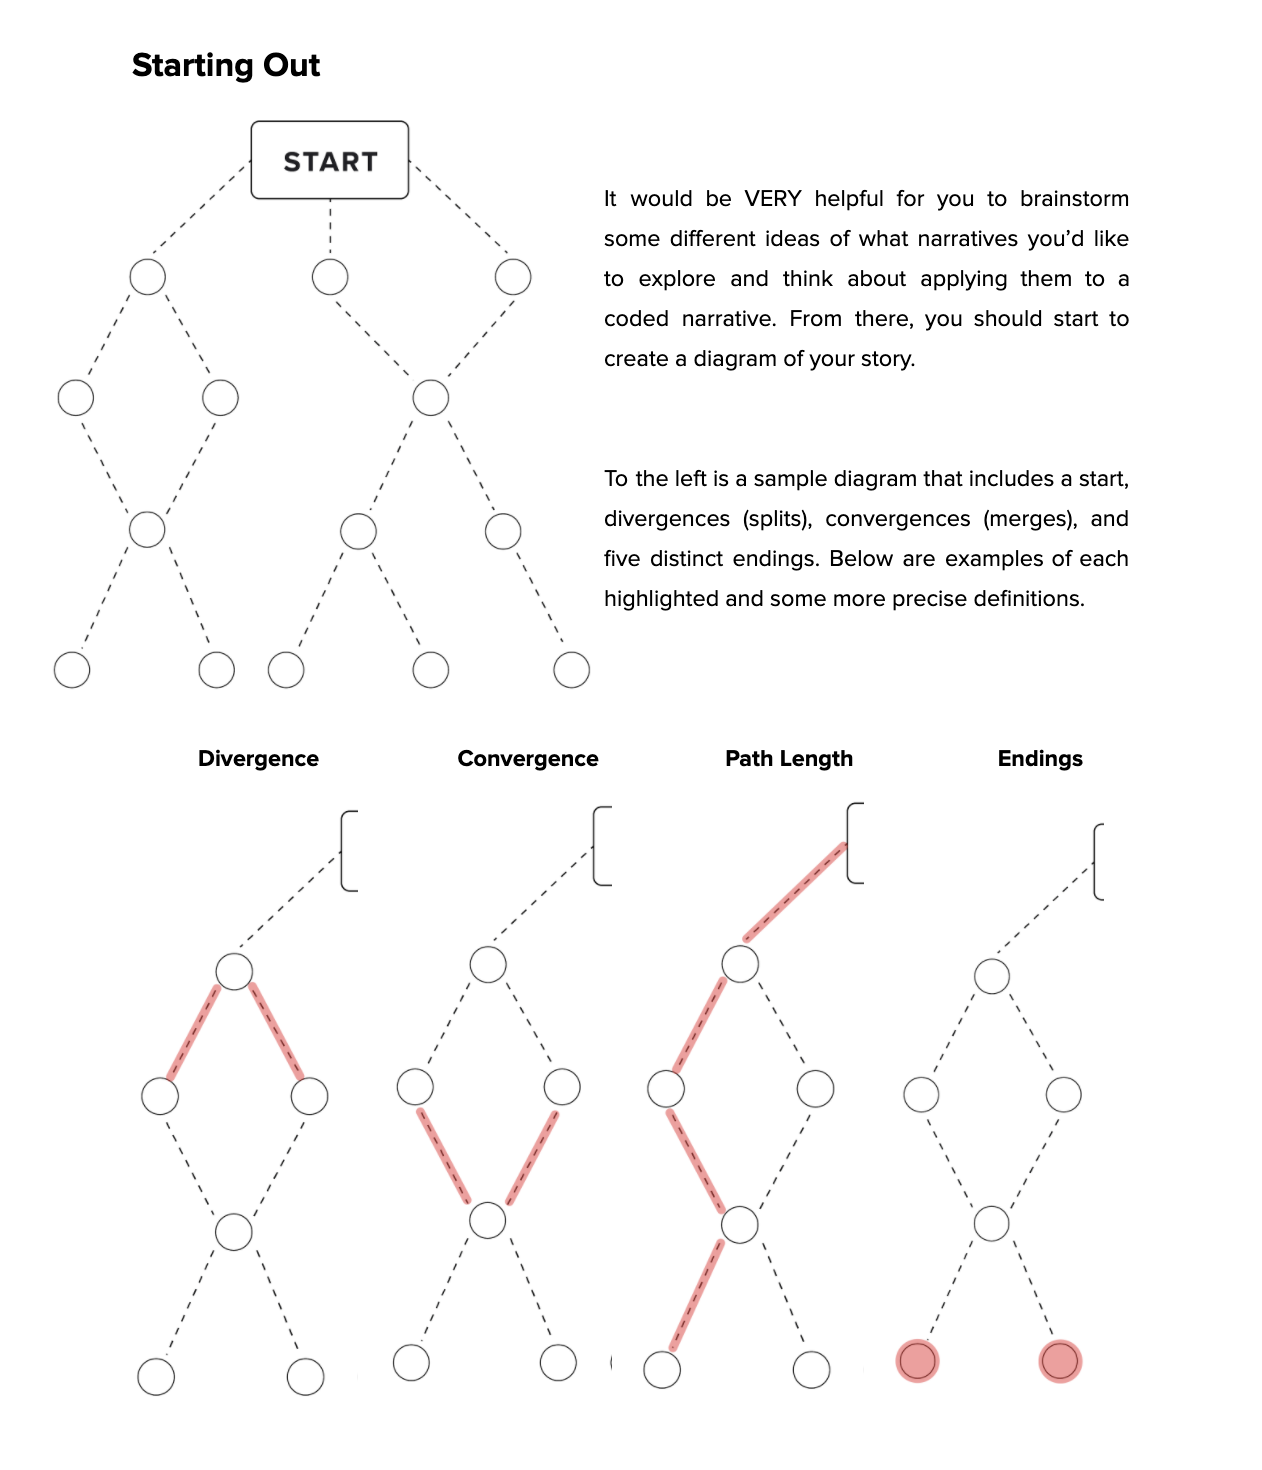 Starting Out
START
It would be VERY helpful for you to brainstorm
some different ideas of what narratives you’d like
to explore and think about applying them to a
coded narrative. From there, you should start to
create a diagram of your story.
To the left is a sample diagram that includes a start,
divergences (splits), convergences (merges), and
five distinct endings. Below are examples of each
highlighted and some more precise definitions.
Divergence
Convergence
Path Length
Endings